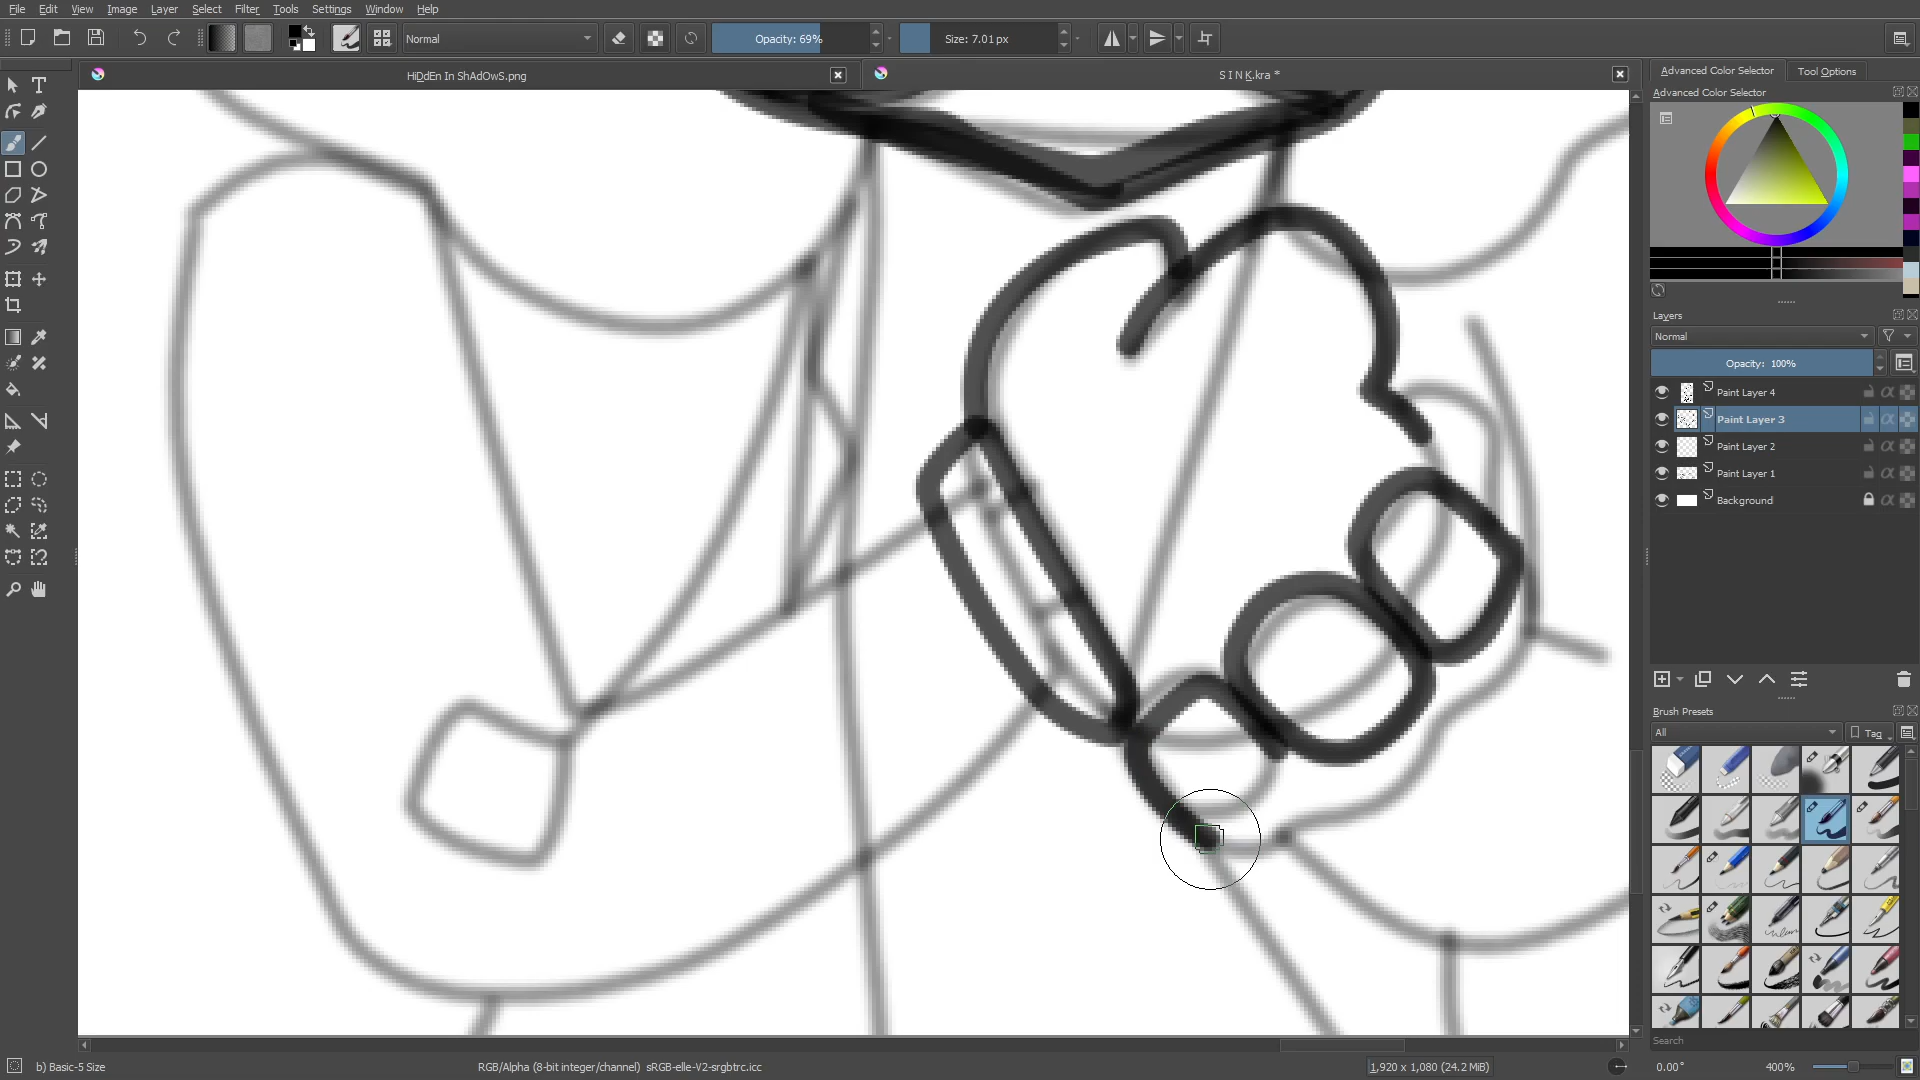 File Edit View Image Layer Select Filter Tools Settings Window Help
Normal Opacity: 69% Size: 7.01 px
HiDdEn In ShAdOwS.png S I N K.kra *
Advanced Color Selector Tool Options
Advanced Color Selector
Layers
Normal
Opacity: 100%
Paint Layer 4
Paint Layer 3
Paint Layer 2
Paint Layer 1
Background
Brush Presets
All Tag
Search
b) Basic-5 Size RGB/Alpha (8-bit integer/channel) sRGB-elle-V2-srgbtrc.icc 1,920 x 1,080 (24.2 MiB) 0.00° 400%